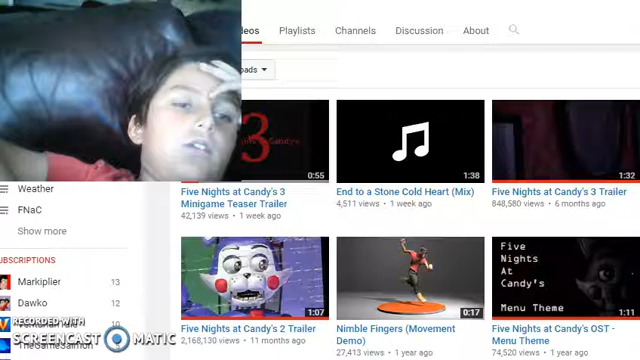 eos Playlists Channels Discussion About
ads
3
0:55
1:38
1:32
Five Nights at Candy's 3 Minigame Teaser Trailer
42,139 views • 1 week ago
End to a Stone Cold Heart (Mix)
4,511 views • 1 week ago
Five Nights at Candy's 3 Trailer
848,580 views • 6 months ago
Weather
FNaC
Show more
UBSCRIPTIONS
Markiplier 13
Dawko 12
TheGameSalmon
RECORDED WITH
SCREENCAST MATIC
1:07
0:17
Five
Nights
At
Candy's
Menu Theme
1:11
Five Nights at Candy's 2 Trailer
2,168,130 views • 11 months ago
Nimble Fingers (Movement
Demo)
27,413 views • 1 year ago
Five Nights at Candy's OST -
Menu Theme
74,520 views • 1 year ago